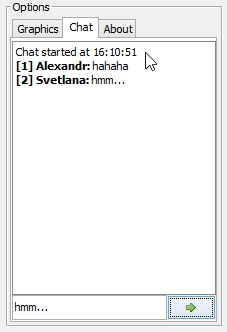 Options
Graphics Chat About
Chat started at 16:10:51
[1] Alexandr: hahaha
[2] Svetlana: hmm...
hmm...